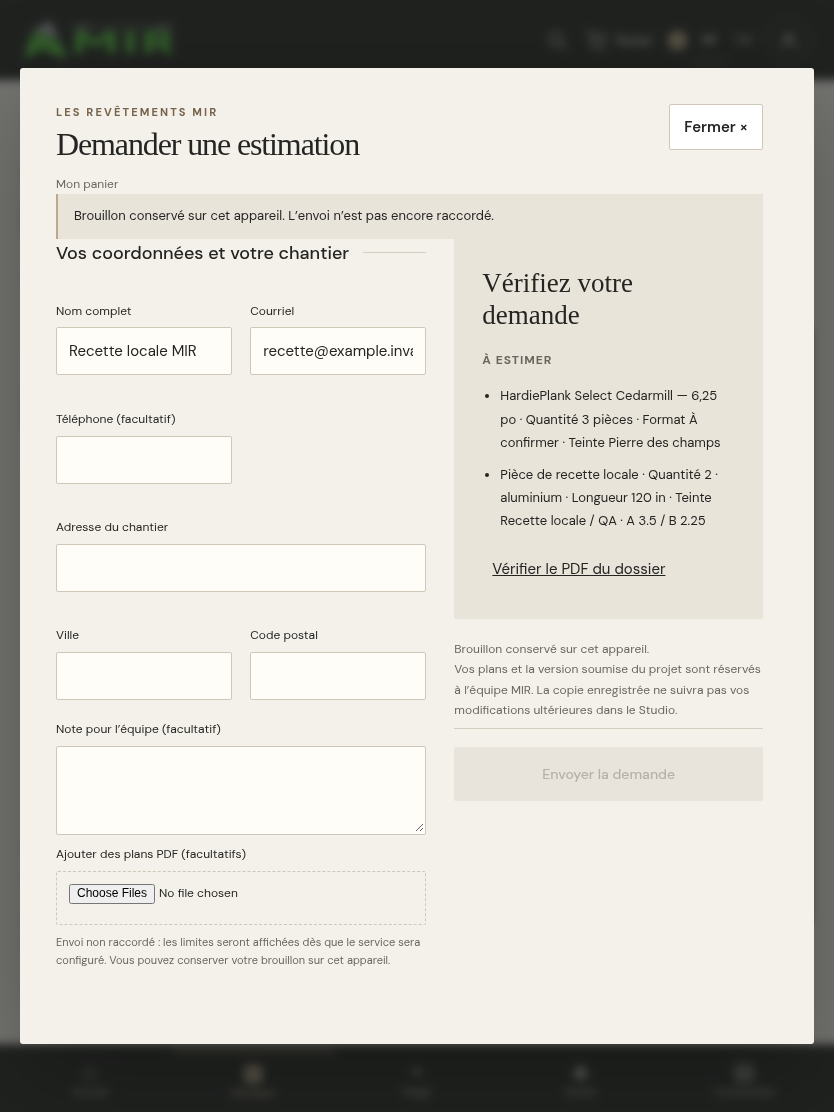 AMIR
LES REVÊTEMENTS MIR
Demander une estimation
Fermer ×
Mon panier
Brouillon conservé sur cet appareil. L’envoi n’est pas encore raccordé.
Vos coordonnées et votre chantier
Nom complet
Courriel
Recette locale MIR
recette@example.inva
Téléphone (facultatif)
Adresse du chantier
Ville
Code postal
Note pour l’équipe (facultatif)
Ajouter des plans PDF (facultatifs)
Choose Files No file chosen
Envoi non raccordé : les limites seront affichées dès que le service sera
configuré. Vous pouvez conserver votre brouillon sur cet appareil.
Vérifiez votre
demande
À ESTIMER
• HardiePlank Select Cedarmill — 6,25
po · Quantité 3 pièces · Format À
confirmer · Teinte Pierre des champs
• Pièce de recette locale · Quantité 2 ·
aluminium · Longueur 120 in · Teinte
Recette locale / QA · A 3.5 / B 2.25
Vérifier le PDF du dossier
Brouillon conservé sur cet appareil.
Vos plans et la version soumise du projet sont réservés
à l’équipe MIR. La copie enregistrée ne suivra pas vos
modifications ultérieures dans le Studio.
Envoyer la demande